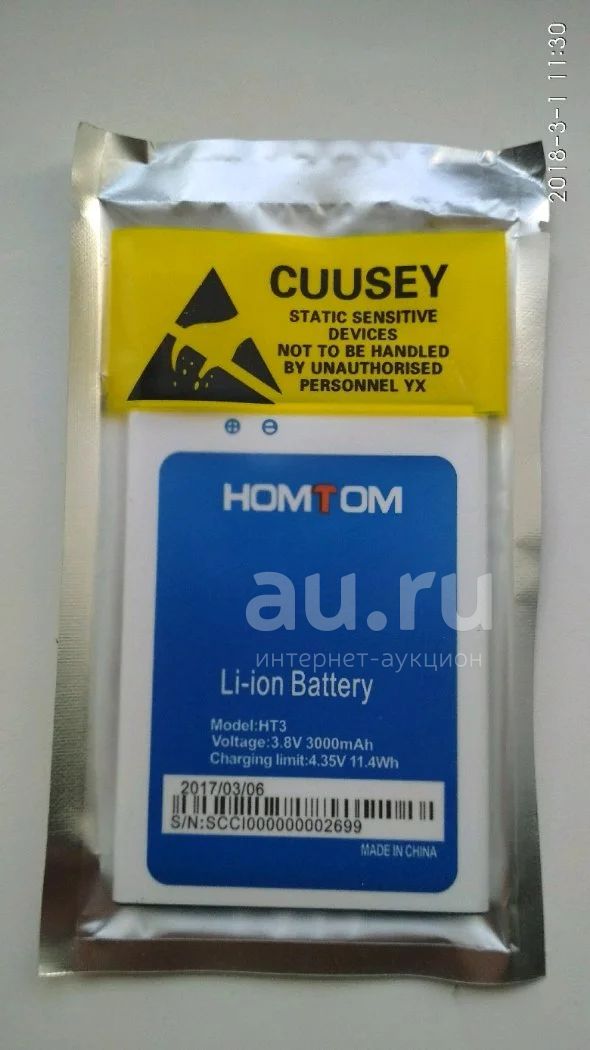 2018-3-1 11:30
CUUSEY
STATIC SENSITIVE
DEVICES
NOT TO BE HANDLED
BY UNAUTHORISED
PERSONNEL YX
HOMTOM
au.ru
интернет-аукцион
Li-ion Battery
Model:HT3
Voltage:3.8V 3000mAh
Charging limit:4.35V 11.4Wh
2017/03/06
S/N:SCCI000000002699
MADE IN CHINA